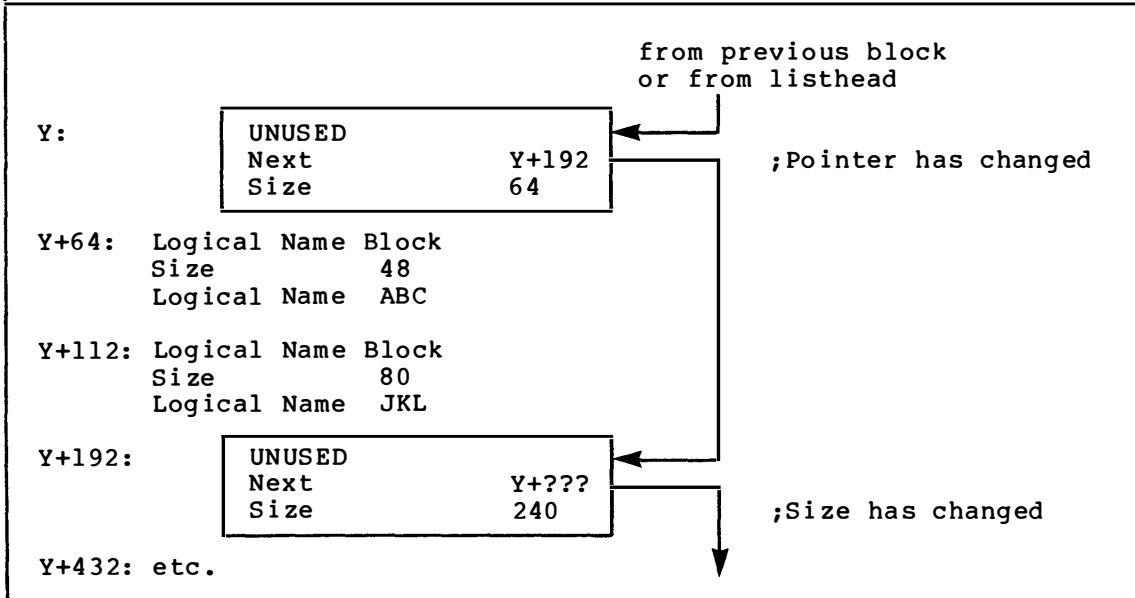 from previous block
or from listhead
Y: UNUSED
Next Y+192 ;Pointer has changed
Size 64
Y+64: Logical Name Block
Size 48
Logical Name ABC
Y+112: Logical Name Block
Size 80
Logical Name JKL
Y+192: UNUSED
Next Y+???
Size 240 ;Size has changed
Y+432: etc.